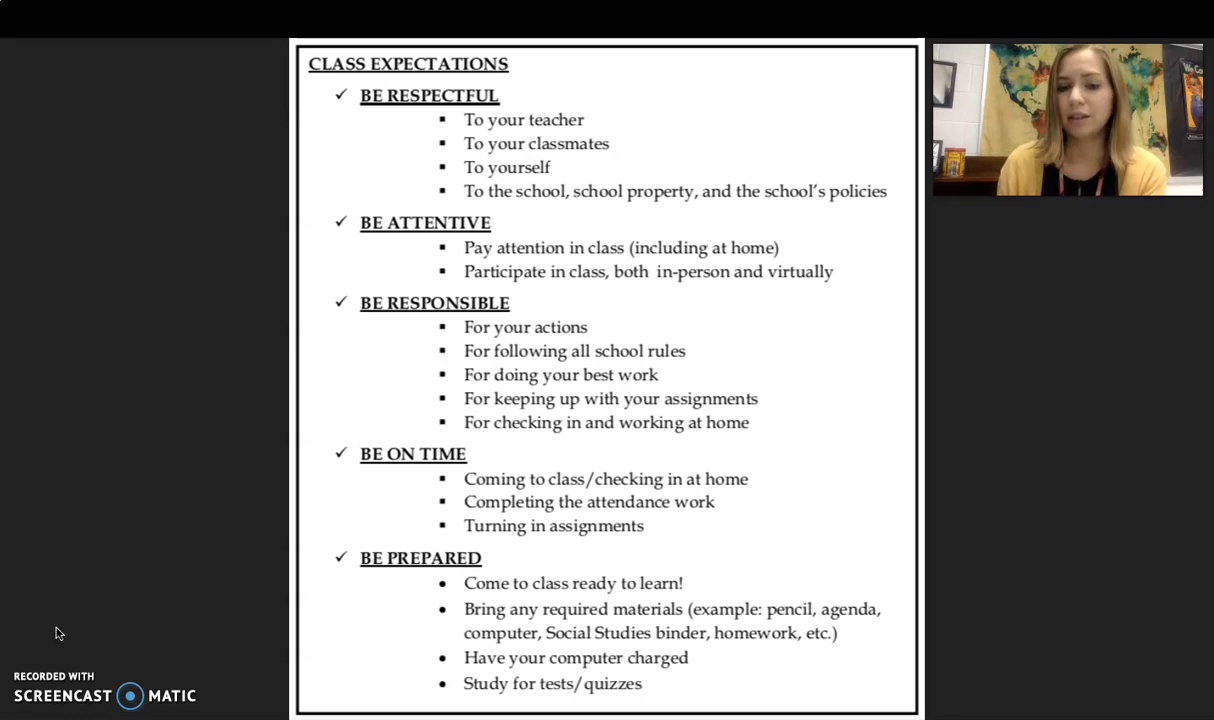 CLASS EXPECTATIONS
✓ BE RESPECTFUL
▪ To your teacher
▪ To your classmates
▪ To yourself
▪ To the school, school property, and the school's policies
✓ BE ATTENTIVE
▪ Pay attention in class (including at home)
▪ Participate in class, both in-person and virtually
✓ BE RESPONSIBLE
▪ For your actions
▪ For following all school rules
▪ For doing your best work
▪ For keeping up with your assignments
▪ For checking in and working at home
✓ BE ON TIME
▪ Coming to class/checking in at home
▪ Completing the attendance work
▪ Turning in assignments
✓ BE PREPARED
• Come to class ready to learn!
• Bring any required materials (example: pencil, agenda,
computer, Social Studies binder, homework, etc.)
• Have your computer charged
• Study for tests/quizzes
We Ca
RECORDED WITH
SCREENCAST MATIC